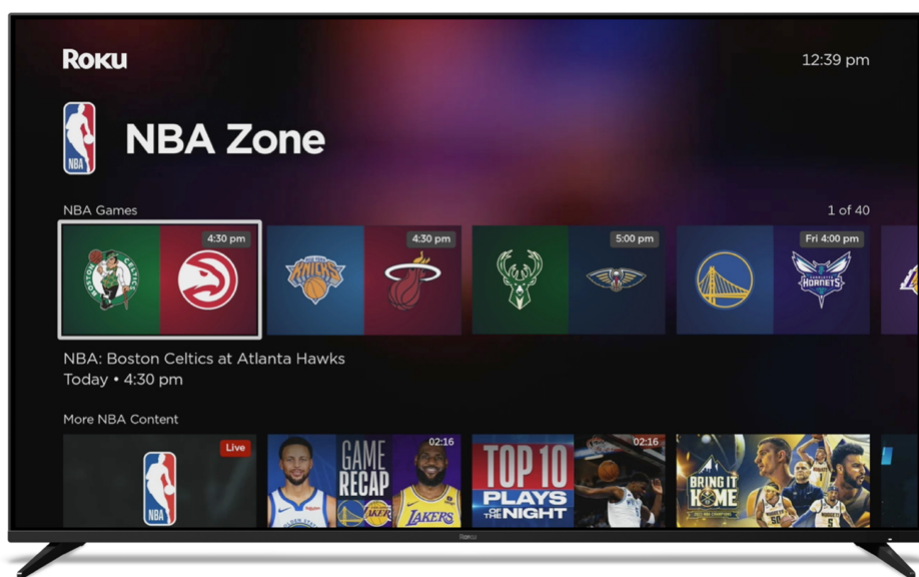 Roku
12:39 pm
NBA
NBA Zone
NBA Games
1 of 40
BOSTON
CELTICS
4:30 pm
NEW YORK
KNICKS
4:30 pm
5:00 pm
Fri 4:00 pm
CHARLOTTE
HORNETS
NBA: Boston Celtics at Atlanta Hawks
Today • 4:30 pm
More NBA Content
Live
NBA
GAME
RECAP
02:16
LAKERS
TOP 10
PLAYS
OF THE NIGHT
02:16
BRING IT
HOME
Roku